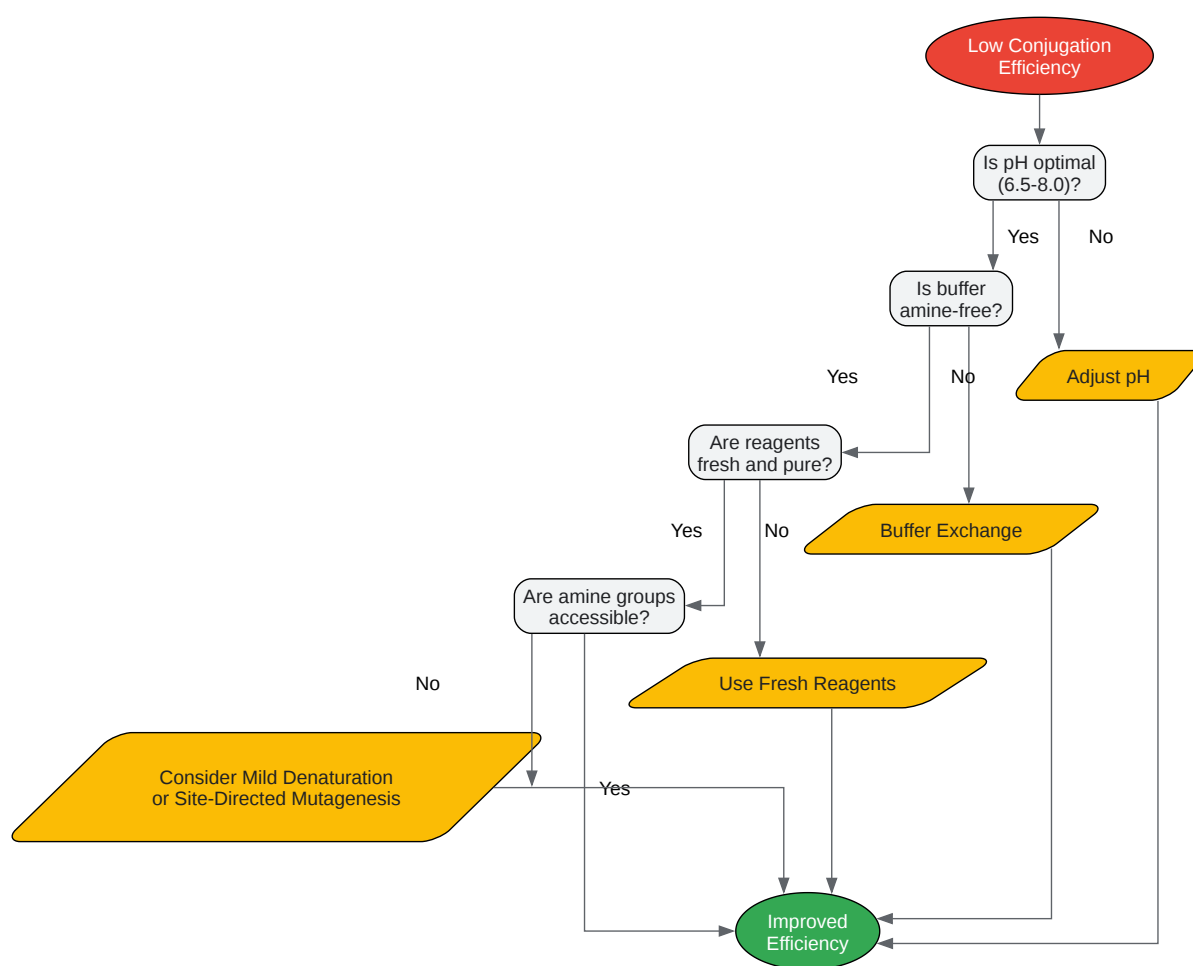 Low Conjugation
Efficiency
Is pH optimal
(6.5-8.0)?
Yes
No
Is buffer
amine-free?
Adjust pH
Yes
No
Are reagents
fresh and pure?
Buffer Exchange
Yes
No
Are amine groups
accessible?
Use Fresh Reagents
No
Consider Mild Denaturation
or Site-Directed Mutagenesis
Yes
Improved
Efficiency